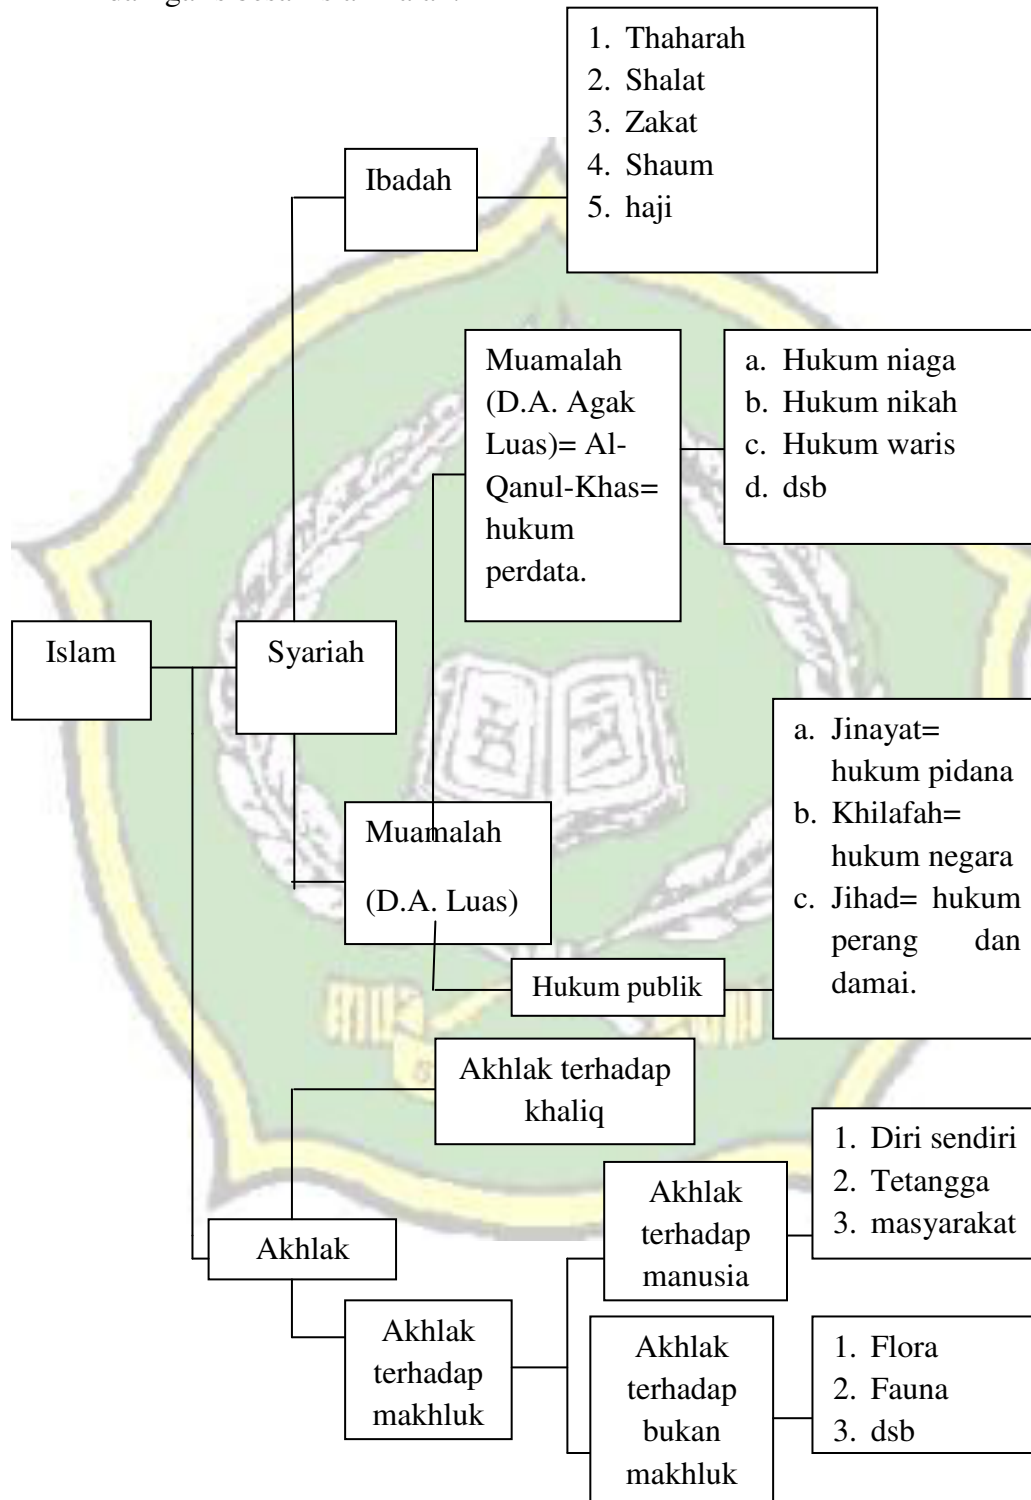 1. Thaharah
2. Shalat
3. Zakat
4. Shaum
5. haji
Ibadah
Muamalah
(D.A. Agak
Luas)= Al-
Qanul-Khas=
hukum
perdata.
a. Hukum niaga
b. Hukum nikah
c. Hukum waris
d. dsb
Islam
Syariah
Muamalah
(D.A. Luas)
a. Jinayat=
hukum pidana
b. Khilafah=
hukum negara
c. Jihad= hukum
perang dan
damai.
Hukum publik
Akhlak terhadap
khaliq
Akhlak
Akhlak
terhadap
makhluk
Akhlak
terhadap
manusia
1. Diri sendiri
2. Tetangga
3. masyarakat
Akhlak
terhadap
bukan
makhluk
1. Flora
2. Fauna
3. dsb